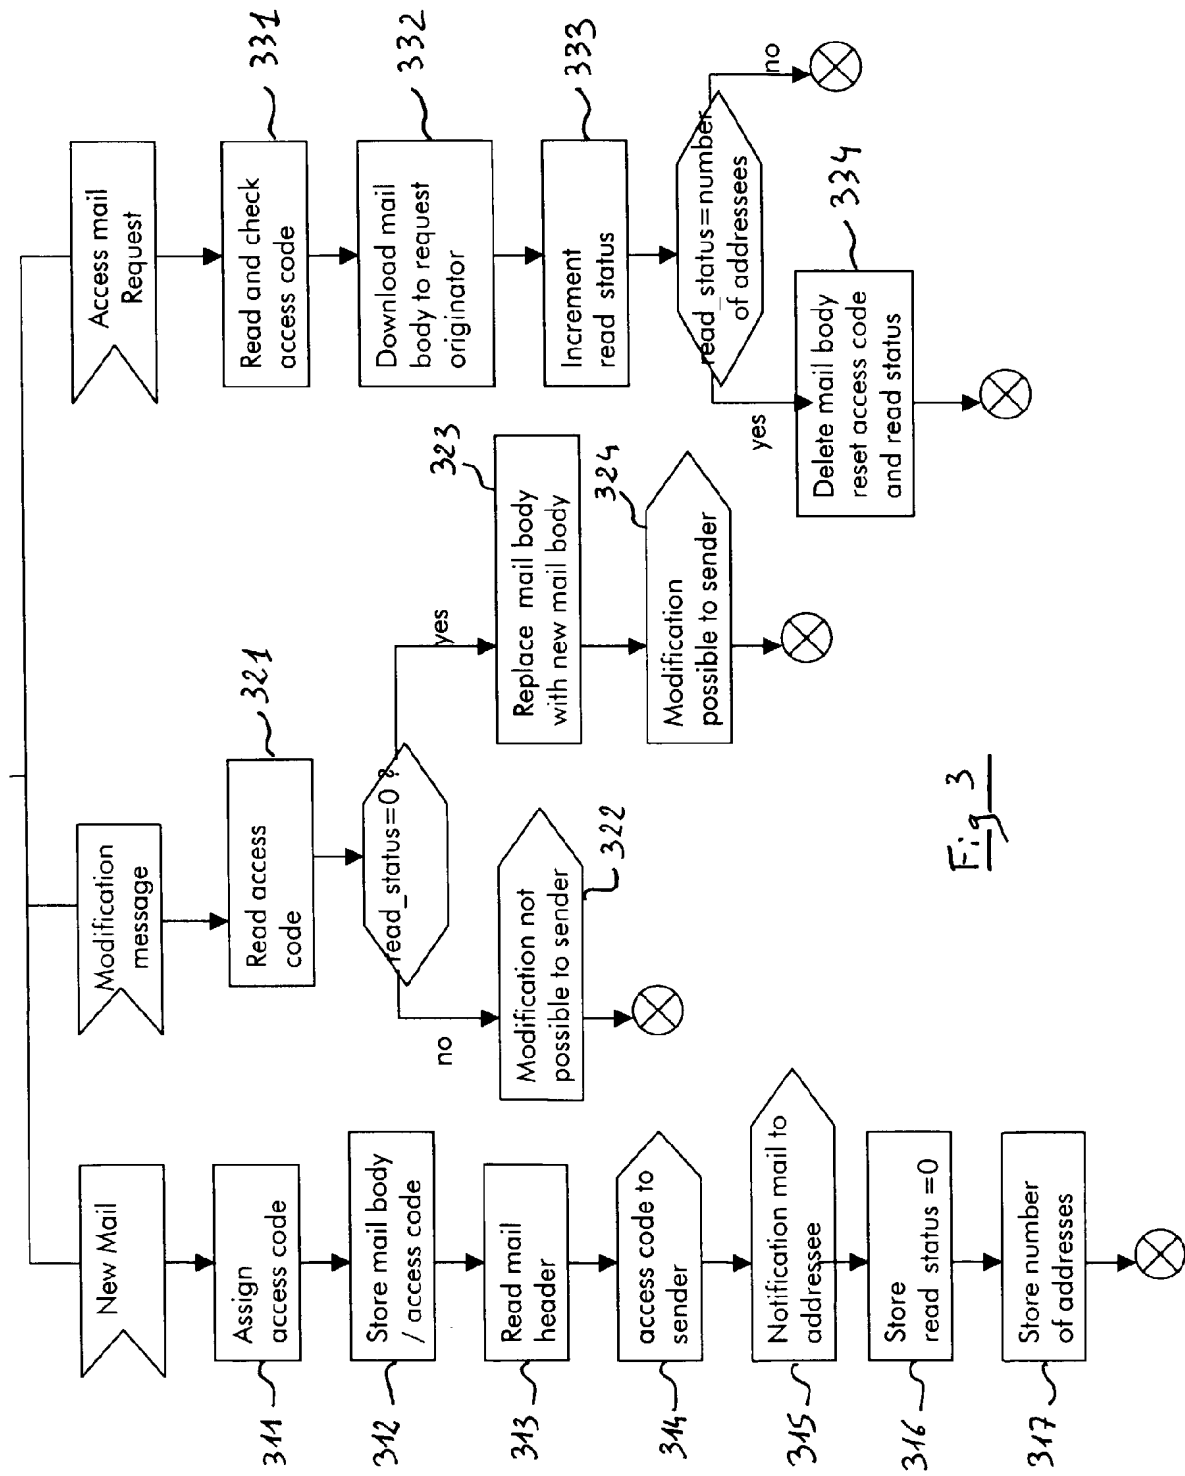 New Mail
311
Assign
access code
312
Store mail body
/ access code
313
Read mail
header
314
access code to
sender
315
Notification mail to
addressee
316
Store
read status =0
317
Store number
of addresses
Modification
message
321
Read access
code
read_status=0 ?
no
yes
Modification not
possible to sender
322
323
Replace mail body
with new mail body
324
Modification
possible to sender
Access mail
Request
331
Read and check
access code
332
Download mail
body to request
originator
333
Increment
read status
read_status=number
of addressees
no
yes
334
Delete mail body
reset access code
and read status
Fig 3